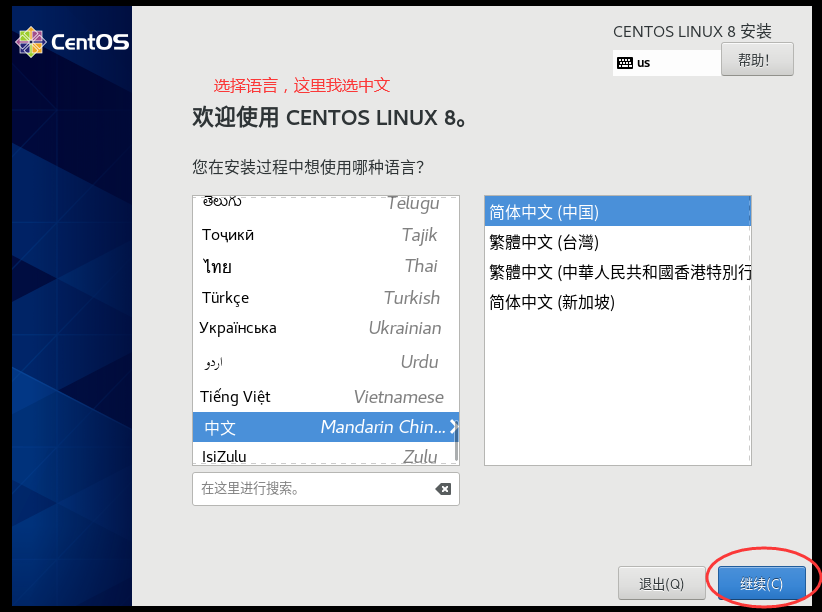 CentOS
CENTOS LINUX 8 安装
us
帮助！
选择语言，这里我选中文
欢迎使用 CENTOS LINUX 8。
您在安装过程中想使用哪种语言？
తెలుగు Telugu
Тоҷикӣ Tajik
ไทย Thai
Türkçe Turkish
Українська Ukrainian
اردو Urdu
Tiếng Việt Vietnamese
中文 Mandarin Chin...
IsiZulu Zulu
简体中文 (中国)
繁體中文 (台灣)
繁體中文 (中華人民共和國香港特別行
简体中文 (新加坡)
在这里进行搜索。
退出(Q)
继续(C)